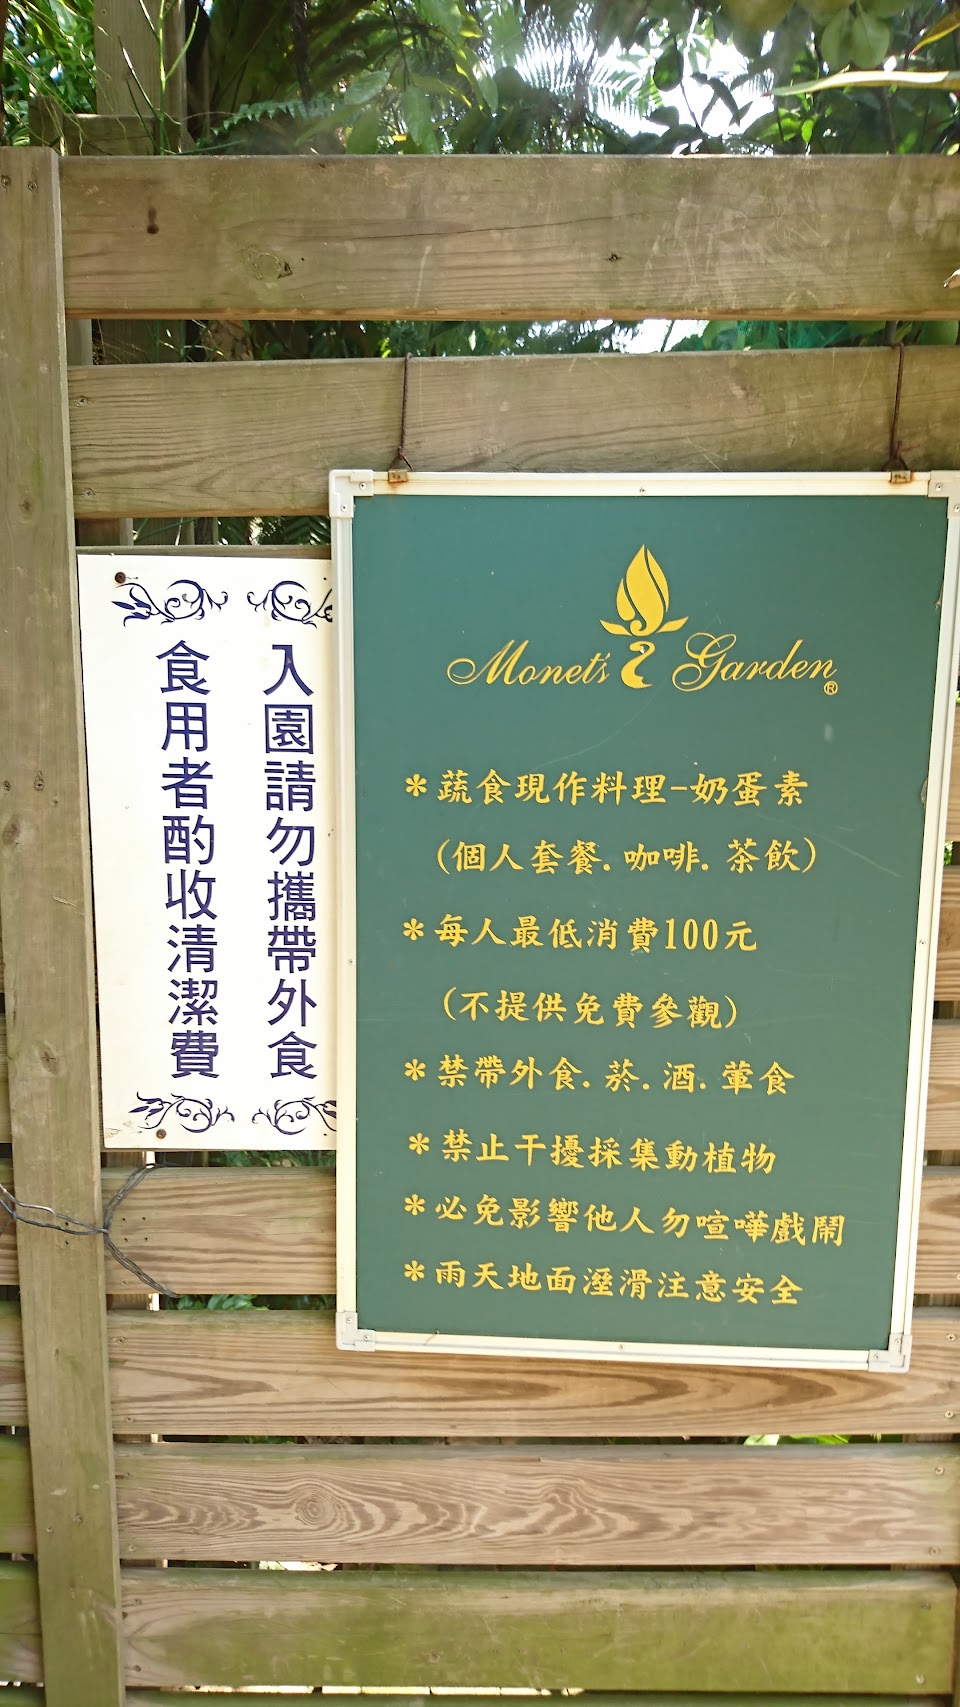 入園請勿攜帶外食
食用者酌收清潔費
Monet's Garden®
*蔬食現作料理-奶蛋素
(個人套餐.咖啡.茶飲)
*每人最低消費100元
(不提供免費參觀)
*禁帶外食.菸.酒.葷食
*禁止干擾採集動植物
*必免影響他人勿喧嘩戲鬧
*雨天地面溼滑注意安全